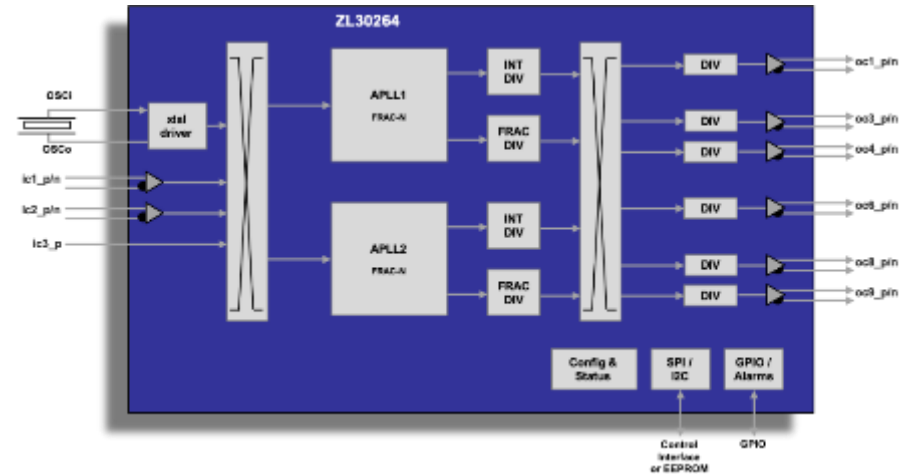 ZL30264
OSCI
OSCo
xtal
driver
ic1_p/n
ic2_p/n
ic3_p
APLL1
FRAC-N
APLL2
FRAC-N
INT
DIV
FRAC
DIV
INT
DIV
FRAC
DIV
DIV
DIV
DIV
DIV
DIV
DIV
oc1_p/n
oc3_p/n
oc4_p/n
oc6_p/n
oc8_p/n
oc9_p/n
Config &
Status
SPI /
I2C
GPIO /
Alarms
Control
Interface
or EEPROM
GPIO